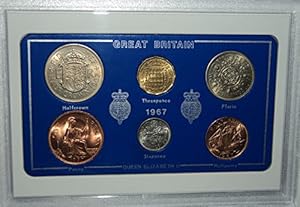 GREAT BRITAIN
Halfcrown
Threepence
Florin
1967
Penny
Sixpence
Halfpenny
QUEEN ELIZABETH II